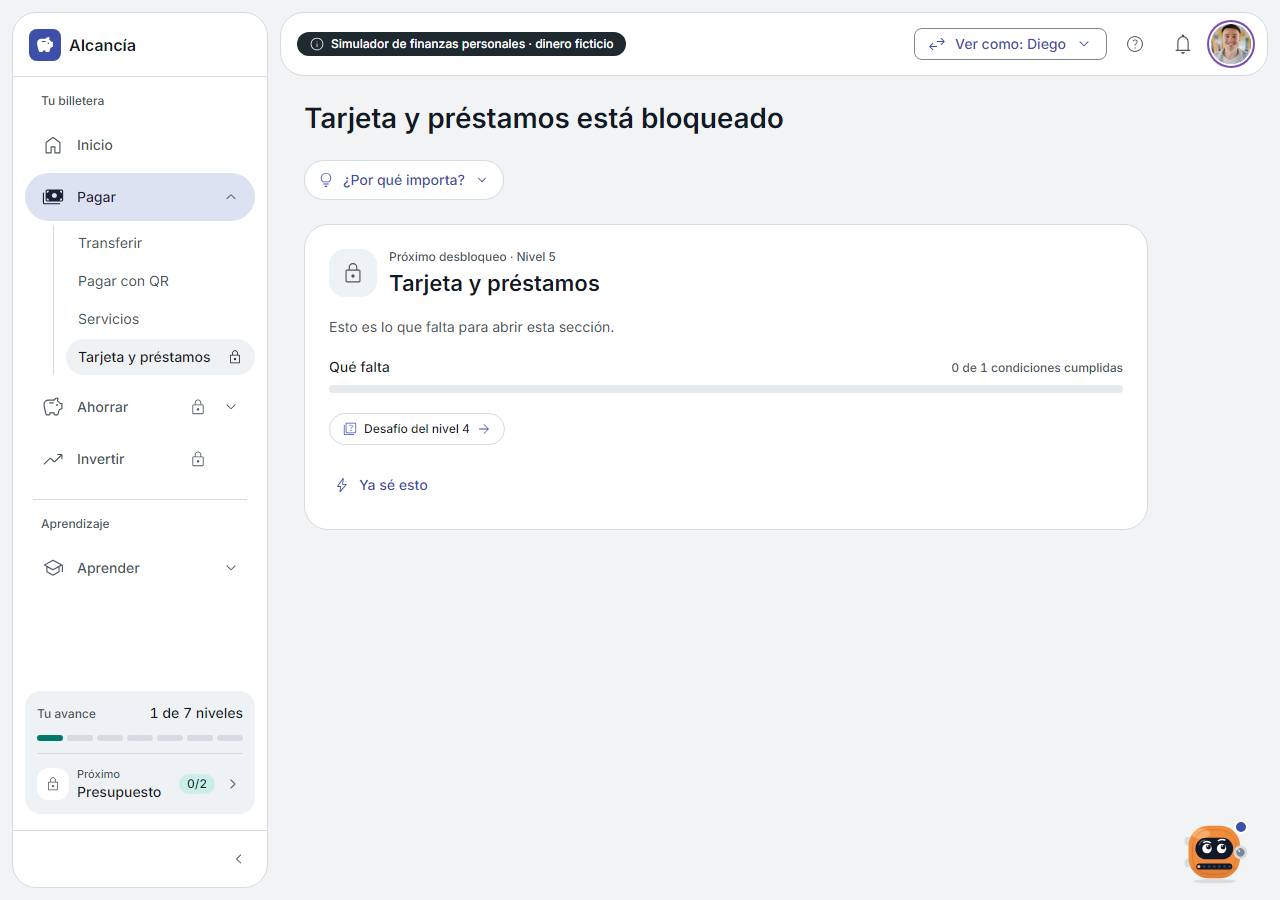 Alcancía
Simulador de finanzas personales · dinero ficticio
Ver como: Diego
Tu billetera
Inicio
Pagar
Transferir
Pagar con QR
Servicios
Tarjeta y préstamos
Ahorrar
Invertir
Aprendizaje
Aprender
Tu avance
1 de 7 niveles
Próximo
Presupuesto
0/2
Tarjeta y préstamos está bloqueado
¿Por qué importa?
Próximo desbloqueo · Nivel 5
Tarjeta y préstamos
Esto es lo que falta para abrir esta sección.
Qué falta
0 de 1 condiciones cumplidas
Desafío del nivel 4
Ya sé esto